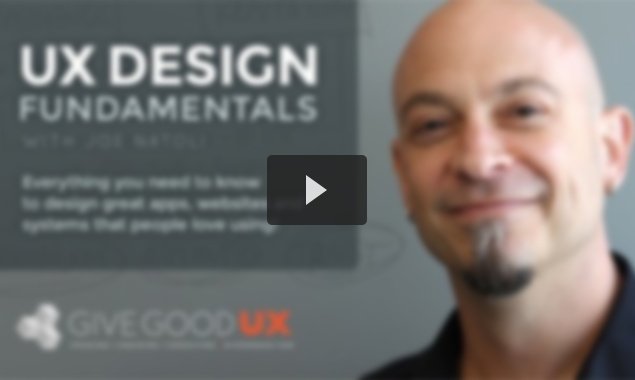 UX DESIGN
FUNDAMENTALS
WITH JOE NATOLI
Everything you need to know
to design great apps, websites
systems that people love using.
GIVE GOOD UX